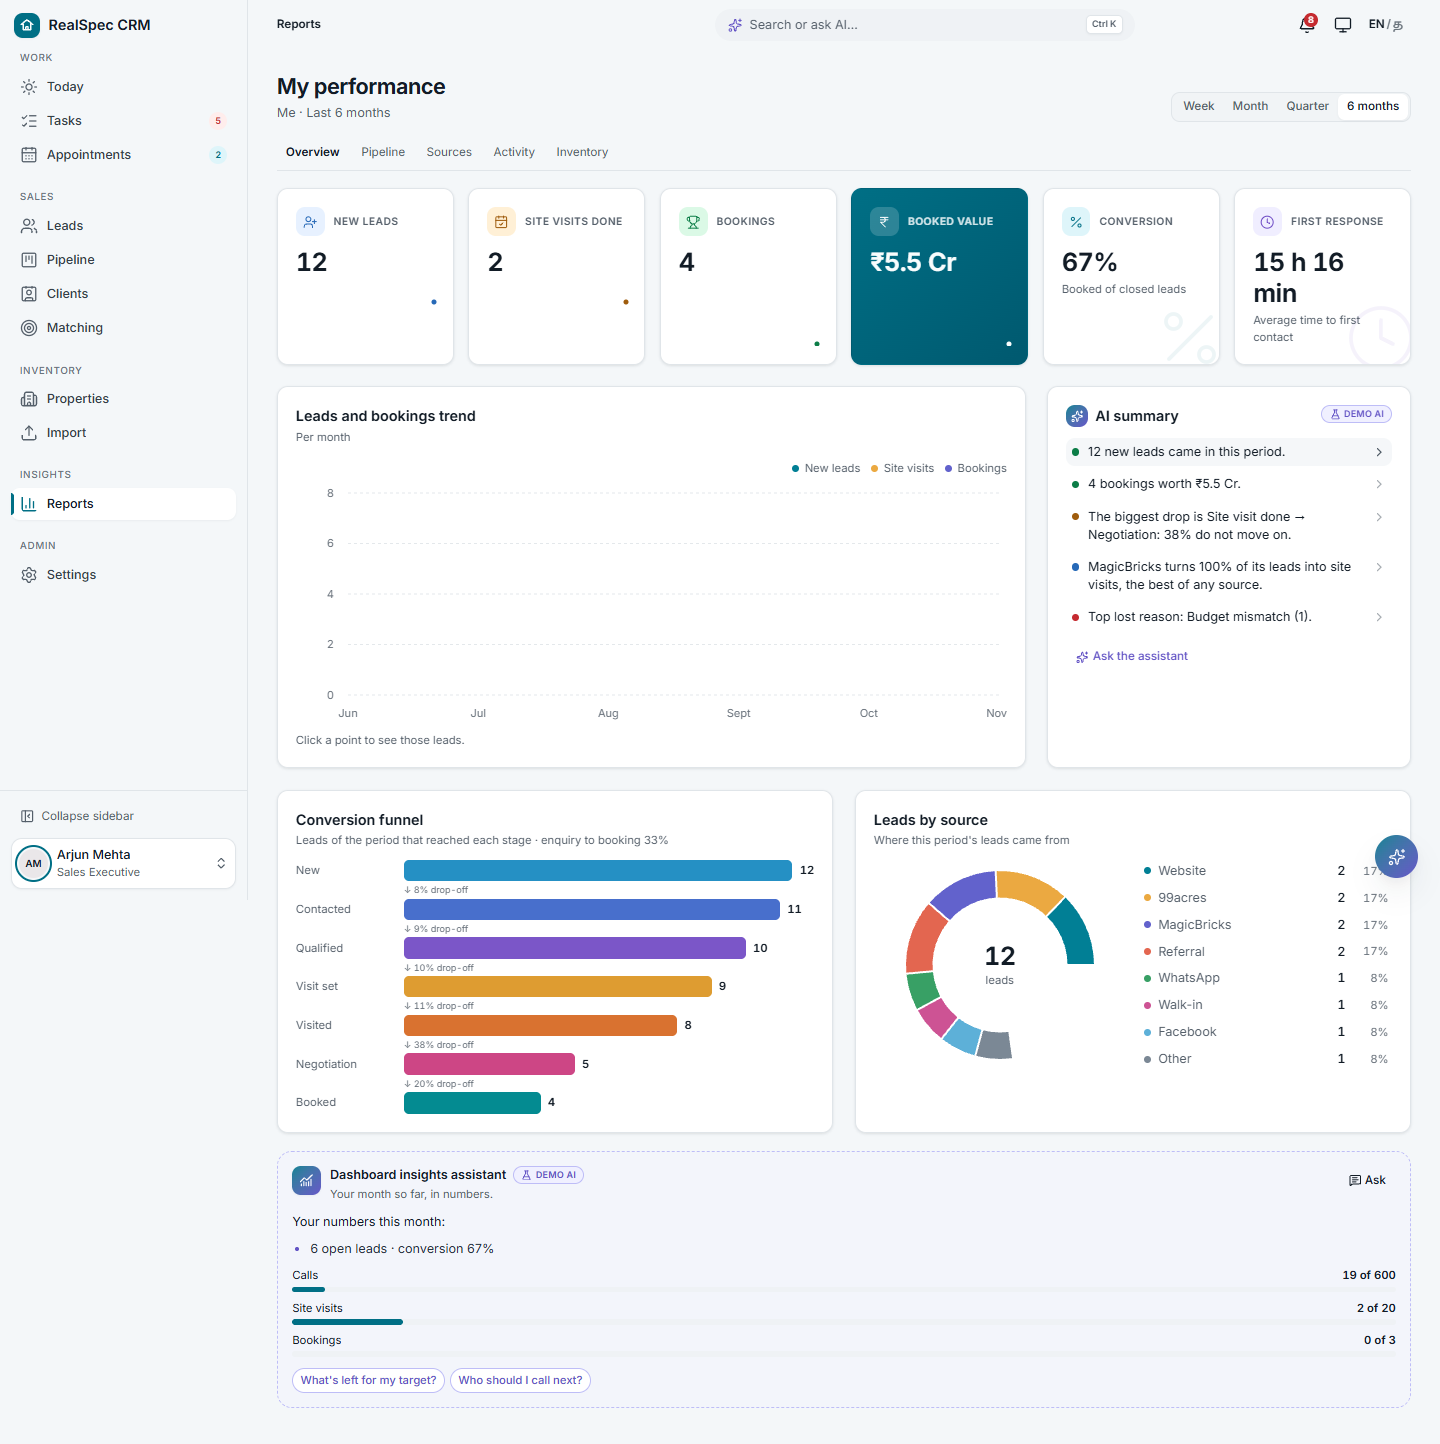 RealSpec CRM
WORK
Today
Tasks 5
Appointments 2
SALES
Leads
Pipeline
Clients
Matching
INVENTORY
Properties
Import
INSIGHTS
Reports
ADMIN
Settings
Collapse sidebar
AM
Arjun Mehta
Sales Executive
Reports
Search or ask AI...
Ctrl K
8
EN / த
My performance
Me · Last 6 months
Week Month Quarter 6 months
Overview Pipeline Sources Activity Inventory
NEW LEADS
12
SITE VISITS DONE
2
BOOKINGS
4
BOOKED VALUE
₹5.5 Cr
CONVERSION
67%
Booked of closed leads
FIRST RESPONSE
15 h 16
min
Average time to first
contact
Leads and bookings trend
Per month
New leads Site visits Bookings
8
6
4
2
0
Jun Jul Aug Sept Oct Nov
Click a point to see those leads.
AI summary
DEMO AI
12 new leads came in this period.
4 bookings worth ₹5.5 Cr.
The biggest drop is Site visit done →
Negotiation: 38% do not move on.
MagicBricks turns 100% of its leads into site
visits, the best of any source.
Top lost reason: Budget mismatch (1).
Ask the assistant
Conversion funnel
Leads of the period that reached each stage · enquiry to booking 33%
New 12
↓ 8% drop-off
Contacted 11
↓ 9% drop-off
Qualified 10
↓ 10% drop-off
Visit set 9
↓ 11% drop-off
Visited 8
↓ 38% drop-off
Negotiation 5
↓ 20% drop-off
Booked 4
Leads by source
Where this period's leads came from
12
leads
Website 2 17
99acres 2 17%
MagicBricks 2 17%
Referral 2 17%
WhatsApp 1 8%
Walk-in 1 8%
Facebook 1 8%
Other 1 8%
Dashboard insights assistant
DEMO AI
Your month so far, in numbers.
Ask
Your numbers this month:
• 6 open leads · conversion 67%
Calls 19 of 600
Site visits 2 of 20
Bookings 0 of 3
What's left for my target?
Who should I call next?